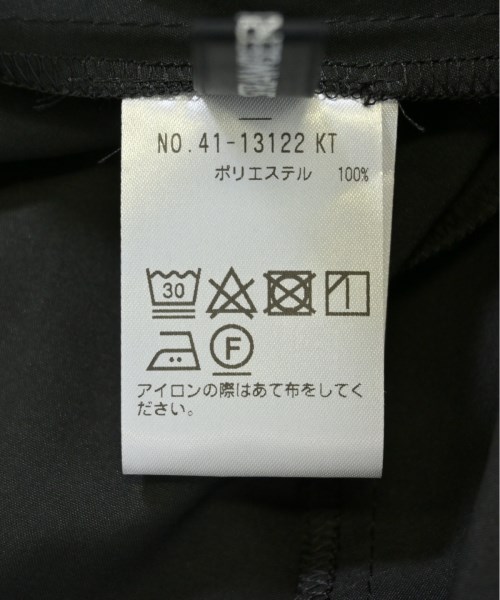 NO.41-13122 KT
ポリエステル 100%
30
F
アイロンの際はあて布をしてく
ださい。